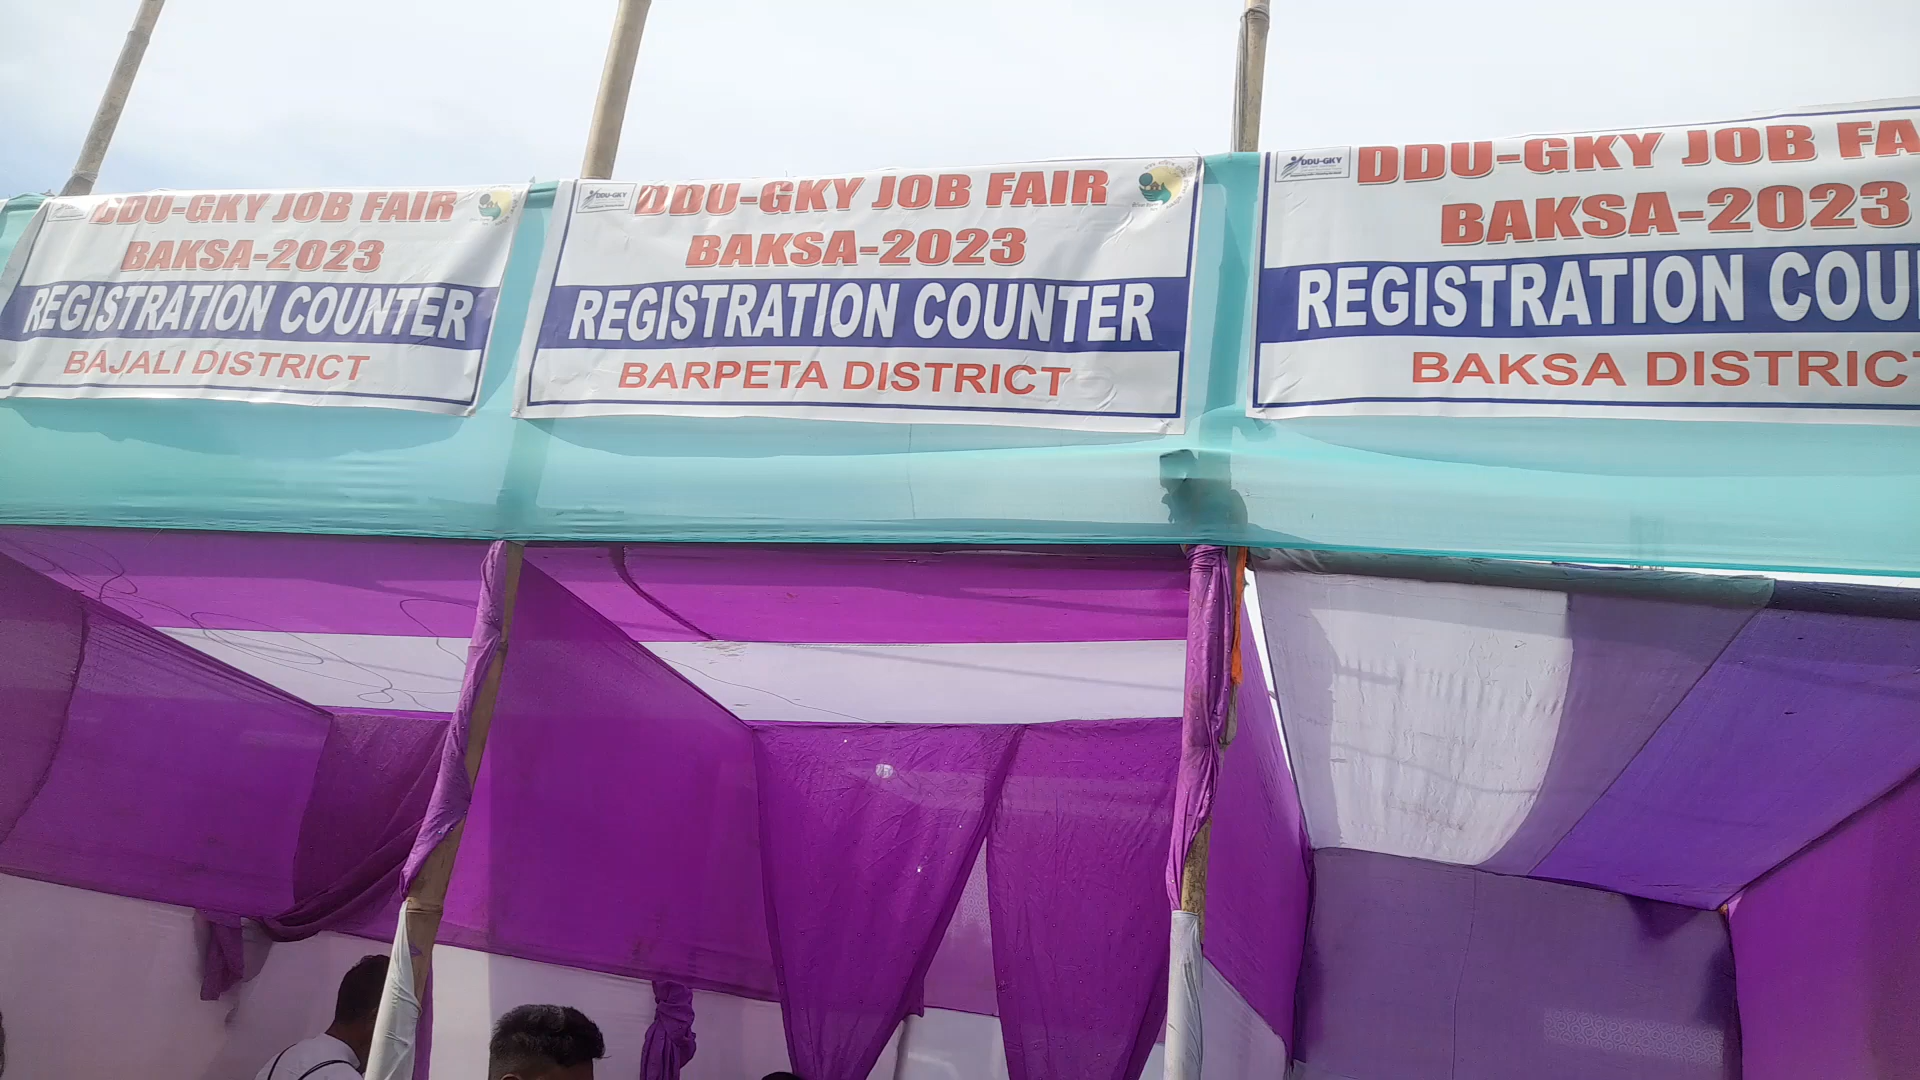 DDU-GKY JOB FAIR
BAKSA-2023
REGISTRATION COUNTER
BAJALI DISTRICT
DDU-GKY
DDU-GKY JOB FAIR
BAKSA-2023
REGISTRATION COUNTER
BARPETA DISTRICT
DDU-GKY
DDU-GKY JOB FA
BAKSA-2023
REGISTRATION COU
BAKSA DISTRICT